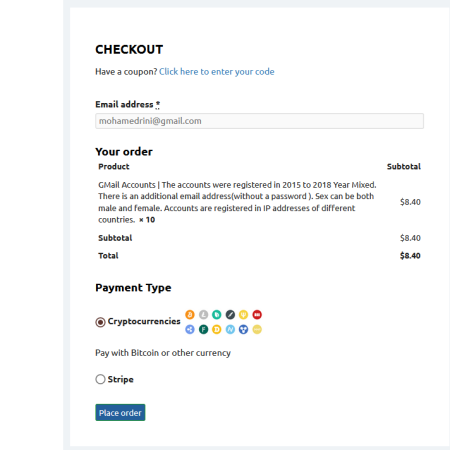 CHECKOUT
Have a coupon? Click here to enter your code
Email address *
mohamedrini@gmail.com
Your order
Product Subtotal
GMail Accounts | The accounts were registered in 2015 to 2018 Year Mixed.
There is an additional email address(without a password ). Sex can be both
male and female. Accounts are registered in IP addresses of different
countries. × 10
$8.40
Subtotal $8.40
Total $8.40
Payment Type
Cryptocurrencies
Pay with Bitcoin or other currency
Stripe
Place order